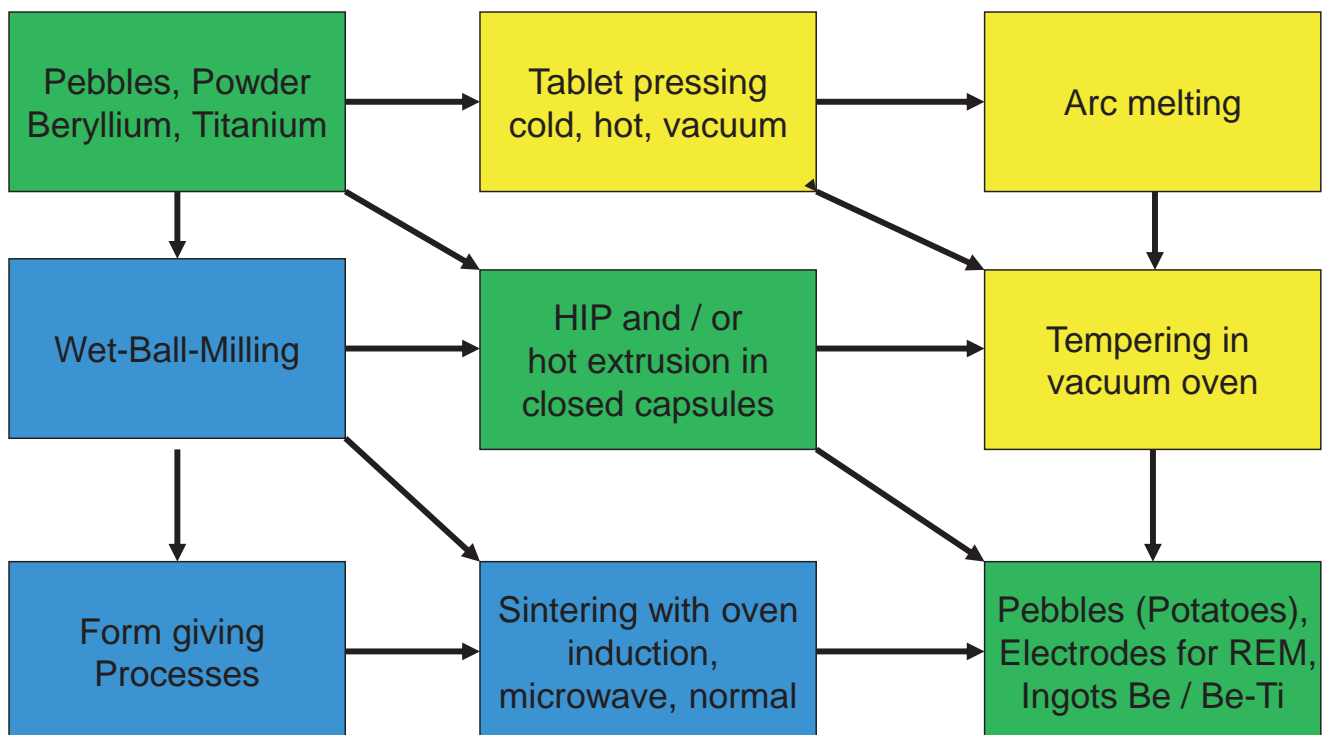 Pebbles, Powder
Beryllium, Titanium
Tablet pressing
cold, hot, vacuum
Arc melting
Wet-Ball-Milling
HIP and / or
hot extrusion in
closed capsules
Tempering in
vacuum oven
Form giving
Processes
Sintering with oven
induction,
microwave, normal
Pebbles (Potatoes),
Electrodes for REM,
Ingots Be / Be-Ti